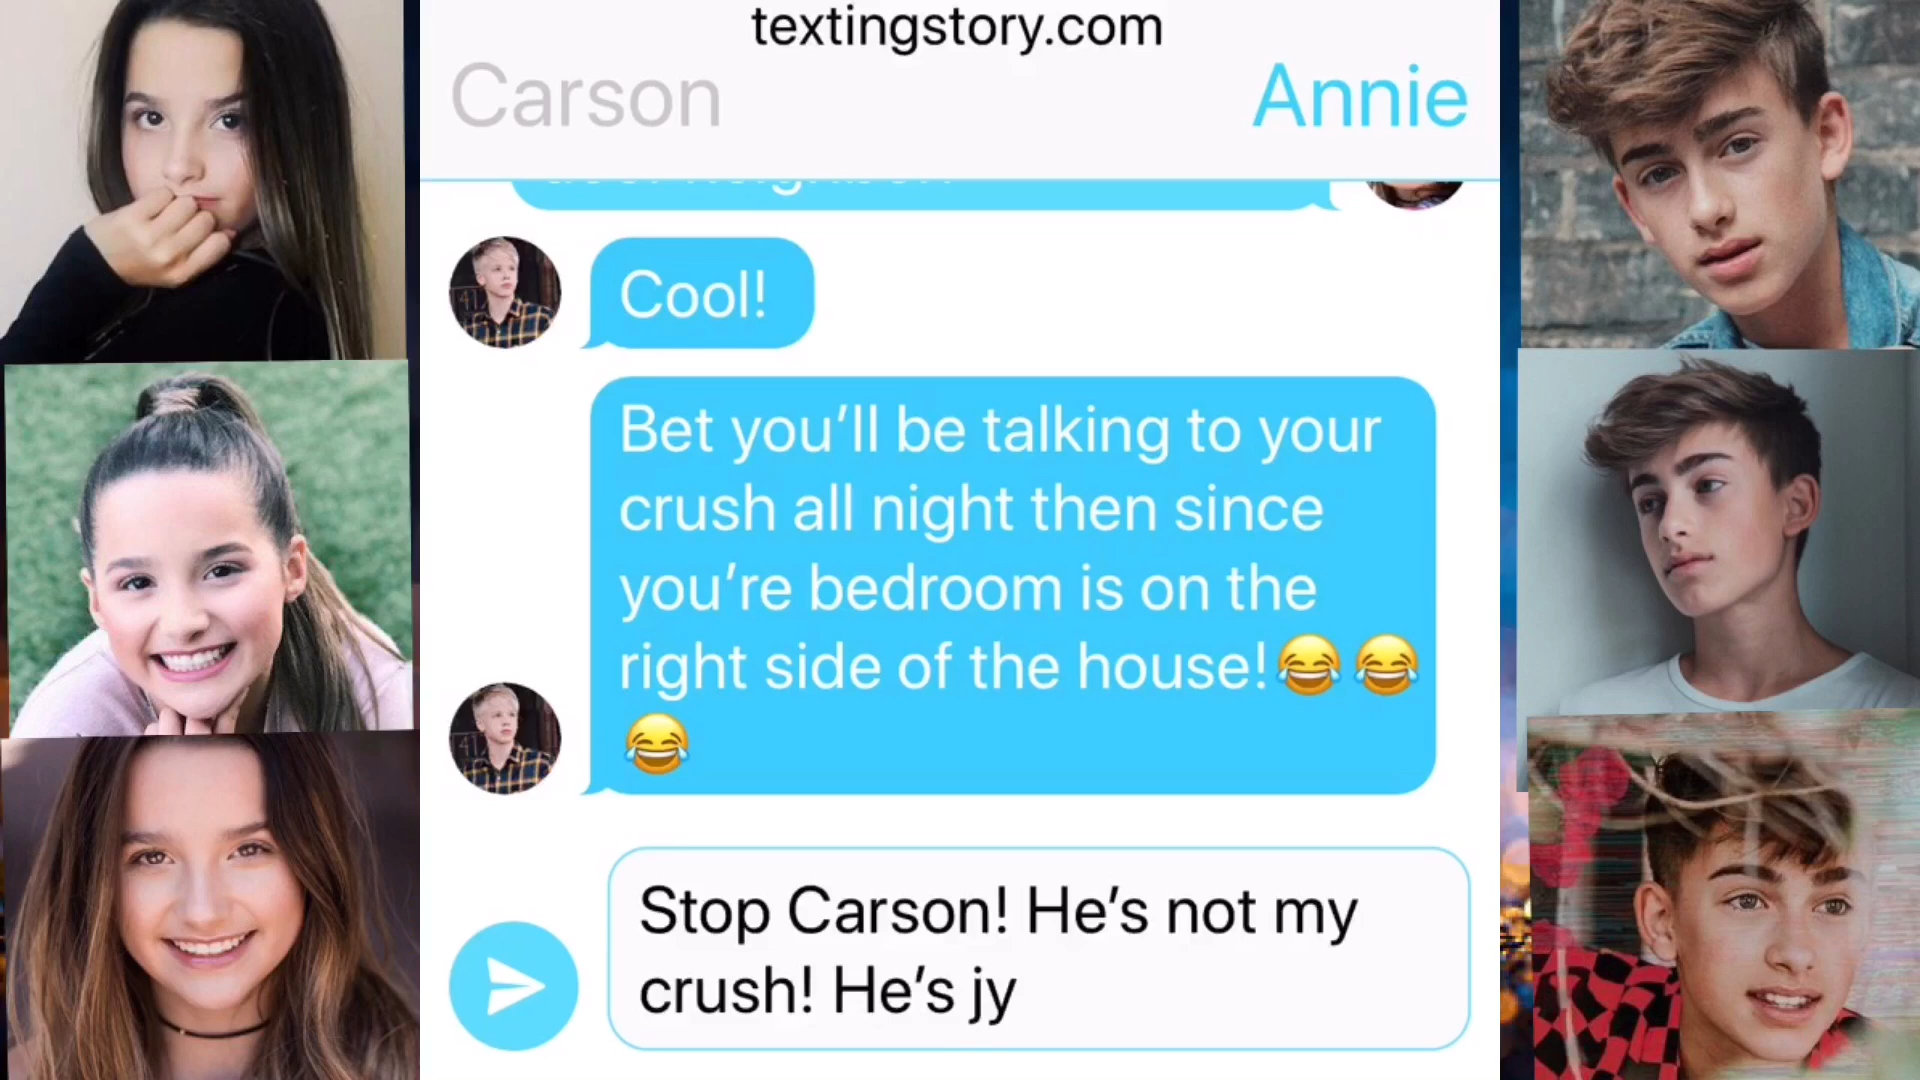 textingstory.com
Carson
Annie
Cool!
Bet you’ll be talking to your
crush all night then since
you’re bedroom is on the
right side of the house!😂😂
😂
Stop Carson! He’s not my
crush! He’s jy